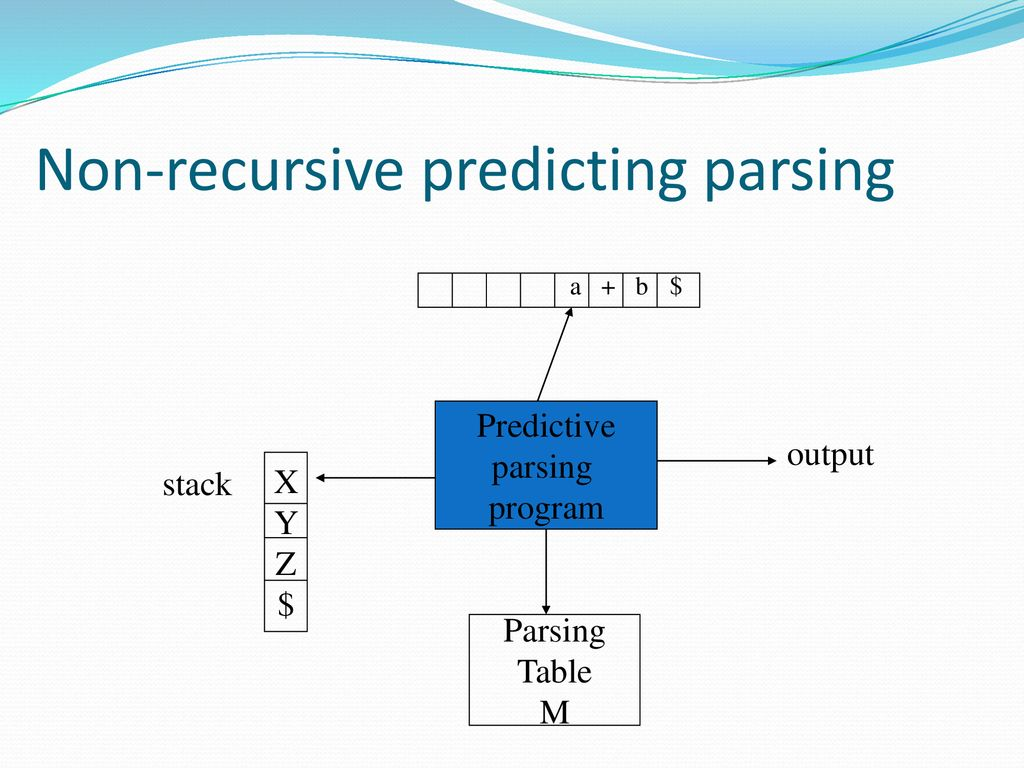 Non-recursive predicting parsing
a + b $
Predictive
parsing
program
output
stack
X
Y
Z
$
Parsing
Table
M